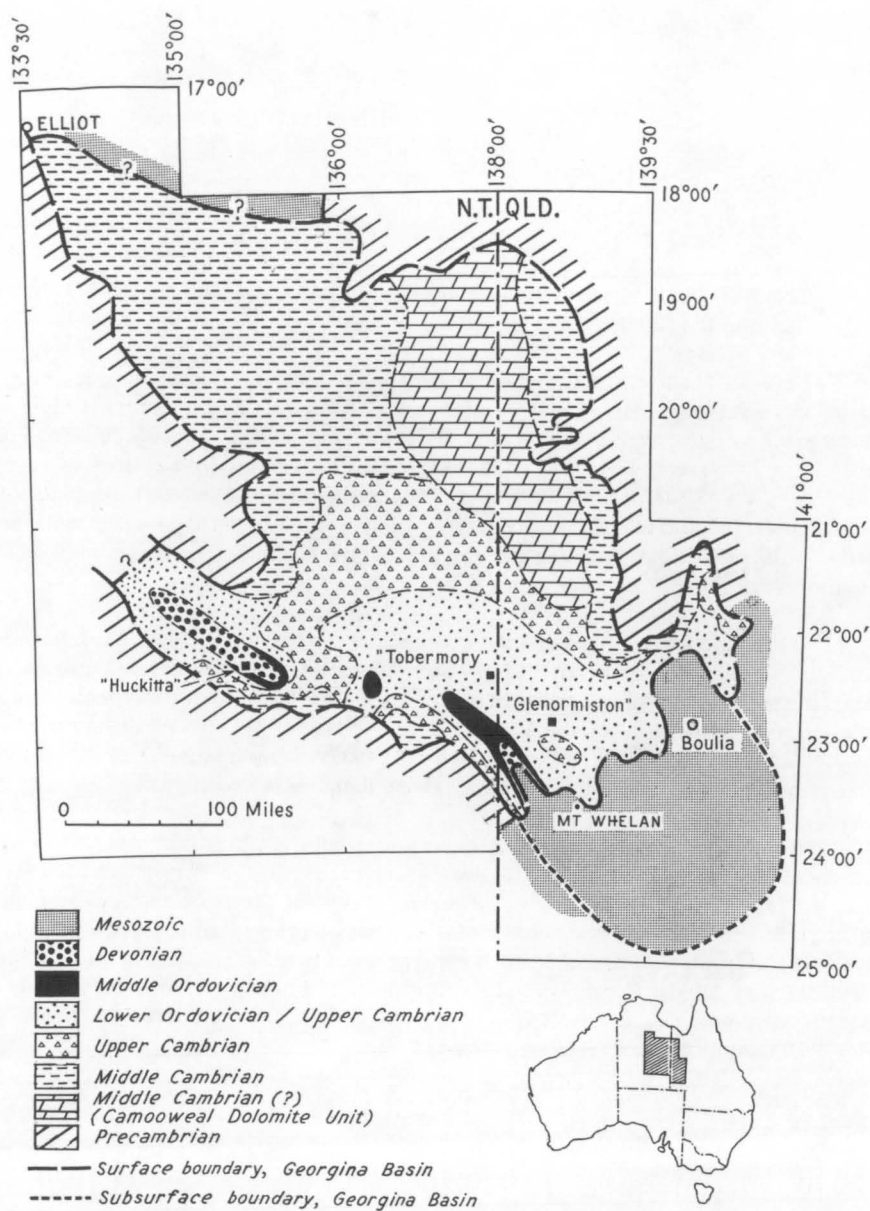 133°30'
135°00'
17°00'
ELLIOT
?
?
136°00'
138°00'
139°30'
18°00'
N.T. QLD.
19°00'
20°00'
141°00'
21°00'
?
22°00'
"Tobermory"
"Huckitta"
"Glenormiston"
Boulia
23°00'
0 100 Miles
MT WHELAN
24°00'
25°00'
Mesozoic
Devonian
Middle Ordovician
Lower Ordovician / Upper Cambrian
Upper Cambrian
Middle Cambrian
Middle Cambrian (?)
(Camooweal Dolomite Unit)
Precambrian
Surface boundary, Georgina Basin
Subsurface boundary, Georgina Basin